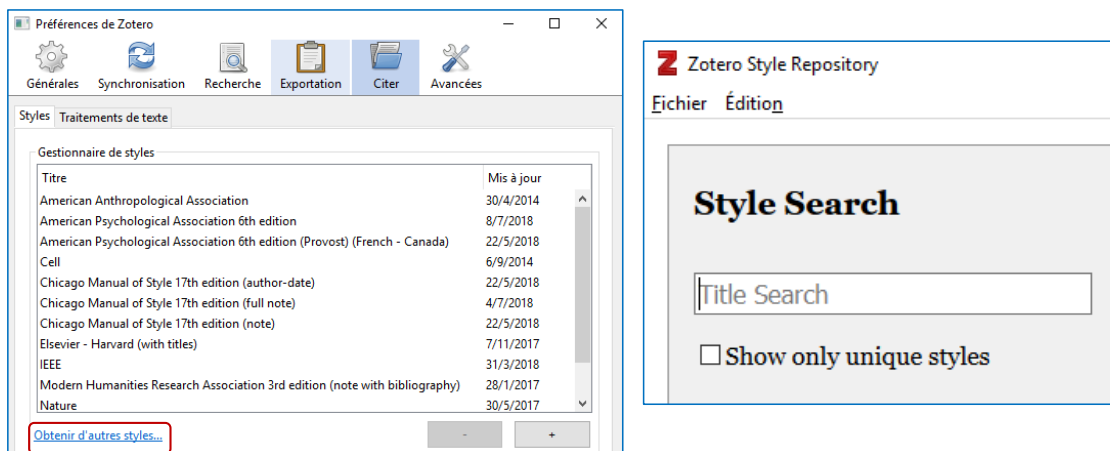 Préférences de Zotero
Générales Synchronisation Recherche Exportation Citer Avancées
Styles Traitements de texte
Gestionnaire de styles
Titre Mis à jour
American Anthropological Association 30/4/2014
American Psychological Association 6th edition 8/7/2018
American Psychological Association 6th edition (Provost) (French - Canada) 22/5/2018
Cell 6/9/2014
Chicago Manual of Style 17th edition (author-date) 22/5/2018
Chicago Manual of Style 17th edition (full note) 4/7/2018
Chicago Manual of Style 17th edition (note) 22/5/2018
Elsevier - Harvard (with titles) 7/11/2017
IEEE 31/3/2018
Modern Humanities Research Association 3rd edition (note with bibliography) 28/1/2017
Nature 30/5/2017
Obtenir d'autres styles... - +
Zotero Style Repository
Fichier Édition
Style Search
Title Search
Show only unique styles